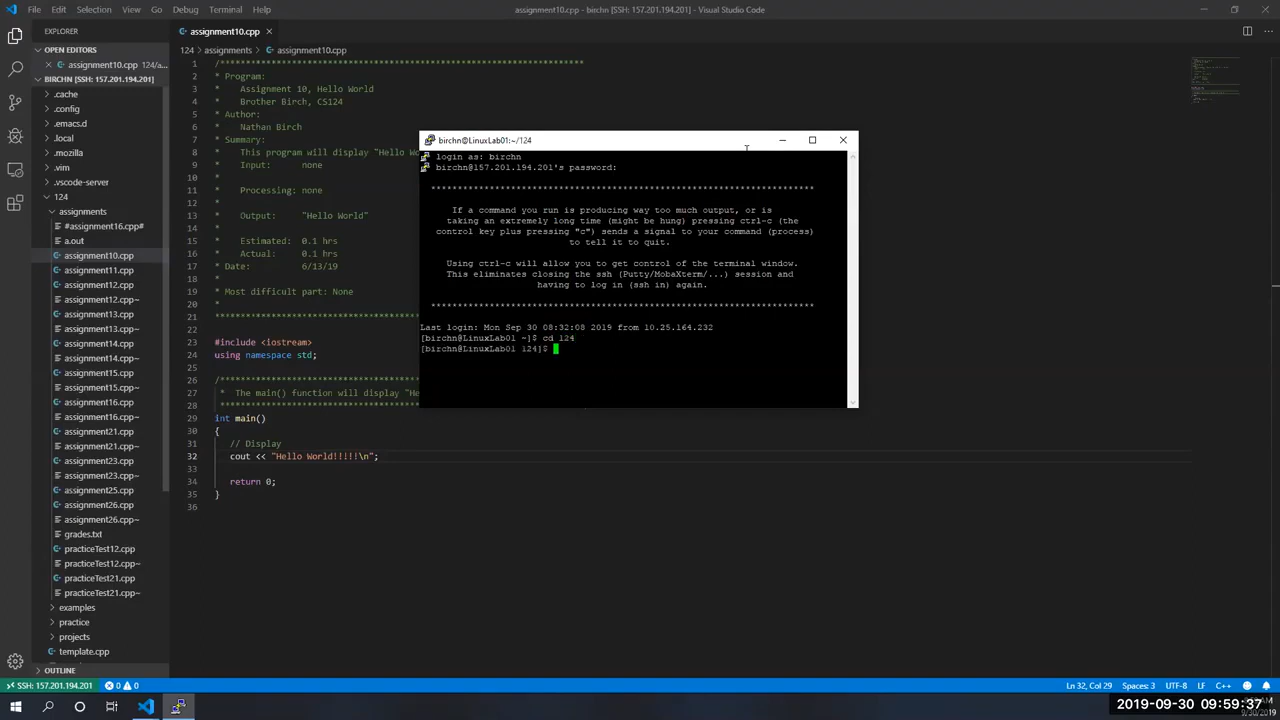 File Edit Selection View Go Debug Terminal Help
assignment10.cpp - birchn [SSH: 157.201.194.201] - Visual Studio Code
EXPLORER
OPEN EDITORS
assignment10.cpp 124/a...
BIRCHN [SSH: 157.201.194.201]
.cache
.config
.emacs.d
.local
.mozilla
.vim
.vscode-server
124
assignments
#assignment16.cpp#
a.out
assignment10.cpp
assignment11.cpp
assignment12.cpp
assignment12.cpp~
assignment13.cpp
assignment13.cpp~
assignment14.cpp
assignment14.cpp~
assignment15.cpp
assignment15.cpp~
assignment16.cpp
assignment16.cpp~
assignment21.cpp
assignment21.cpp~
assignment23.cpp
assignment23.cpp~
assignment25.cpp
assignment26.cpp
assignment26.cpp~
grades.txt
practiceTest12.cpp
practiceTest12.cpp~
practiceTest21.cpp
practiceTest21.cpp~
examples
practice
projects
template.cpp
OUTLINE
assignment10.cpp
124 > assignments > assignment10.cpp
1 /***********************************************************************
2 * Program:
3 * Assignment 10, Hello World
4 * Brother Birch, CS124
5 * Author:
6 * Nathan Birch
7 * Summary:
8 * This program will display "Hello Wo
9 * Input: none
10 *
11 * Processing: none
12 *
13 * Output: "Hello World"
14 *
15 * Estimated: 0.1 hrs
16 * Actual: 0.1 hrs
17 * Date: 6/13/19
18 *
19 * Most difficult part: None
20 *
21 ****************************************
22
23 #include <iostream>
24 using namespace std;
25
26 /***************************************
27 * The main() function will display "He
28 ****************************************
29 int main()
30 {
31 // Display
32 cout << "Hello World!!!!!\n";
33
34 return 0;
35 }
36
birchn@LinuxLab01:~/124
login as: birchn
birchn@157.201.194.201's password:
*****************************************************************************
If a command you run is producing way too much output, or is
taking an extremely long time (might be hung) pressing ctrl-c (the
control key plus pressing "c") sends a signal to your command (process)
to tell it to quit.
Using ctrl-c will allow you to get control of the terminal window.
This eliminates closing the ssh (Putty/MobaXterm/...) session and
having to log in (ssh in) again.
*****************************************************************************
Last login: Mon Sep 30 08:32:08 2019 from 10.25.164.232
[birchn@LinuxLab01 ~]$ cd 124
[birchn@LinuxLab01 124]$
SSH: 157.201.194.201 0 0
Ln 32, Col 29 Spaces: 3 UTF-8 LF C++
2019-09-30 09:59:37
9/30/2019